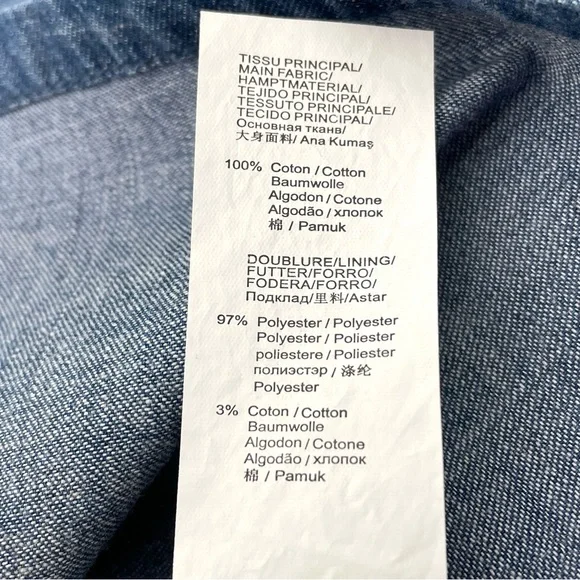 TISSU PRINCIPAL/
MAIN FABRIC/
HAMPTMATERIAL/
TEJIDO PRINCIPAL/
TESSUTO PRINCIPALE/
TECIDO PRINCIPAL/
Основная ткань/
大身面料/ Ana Kumaş
100% Coton / Cotton
Baumwolle
Algodon / Cotone
Algodão / хлопок
棉 / Pamuk
DOUBLURE/LINING/
FUTTER/FORRO/
FODERA/FORRO/
Подклад/里料/Astar
97% Polyester / Polyester
Polyester / Poliester
poliestere / Poliester
полиэстэр / 涤纶
Polyester
3% Coton / Cotton
Baumwolle
Algodon / Cotone
Algodão / хлопок
棉 / Pamuk